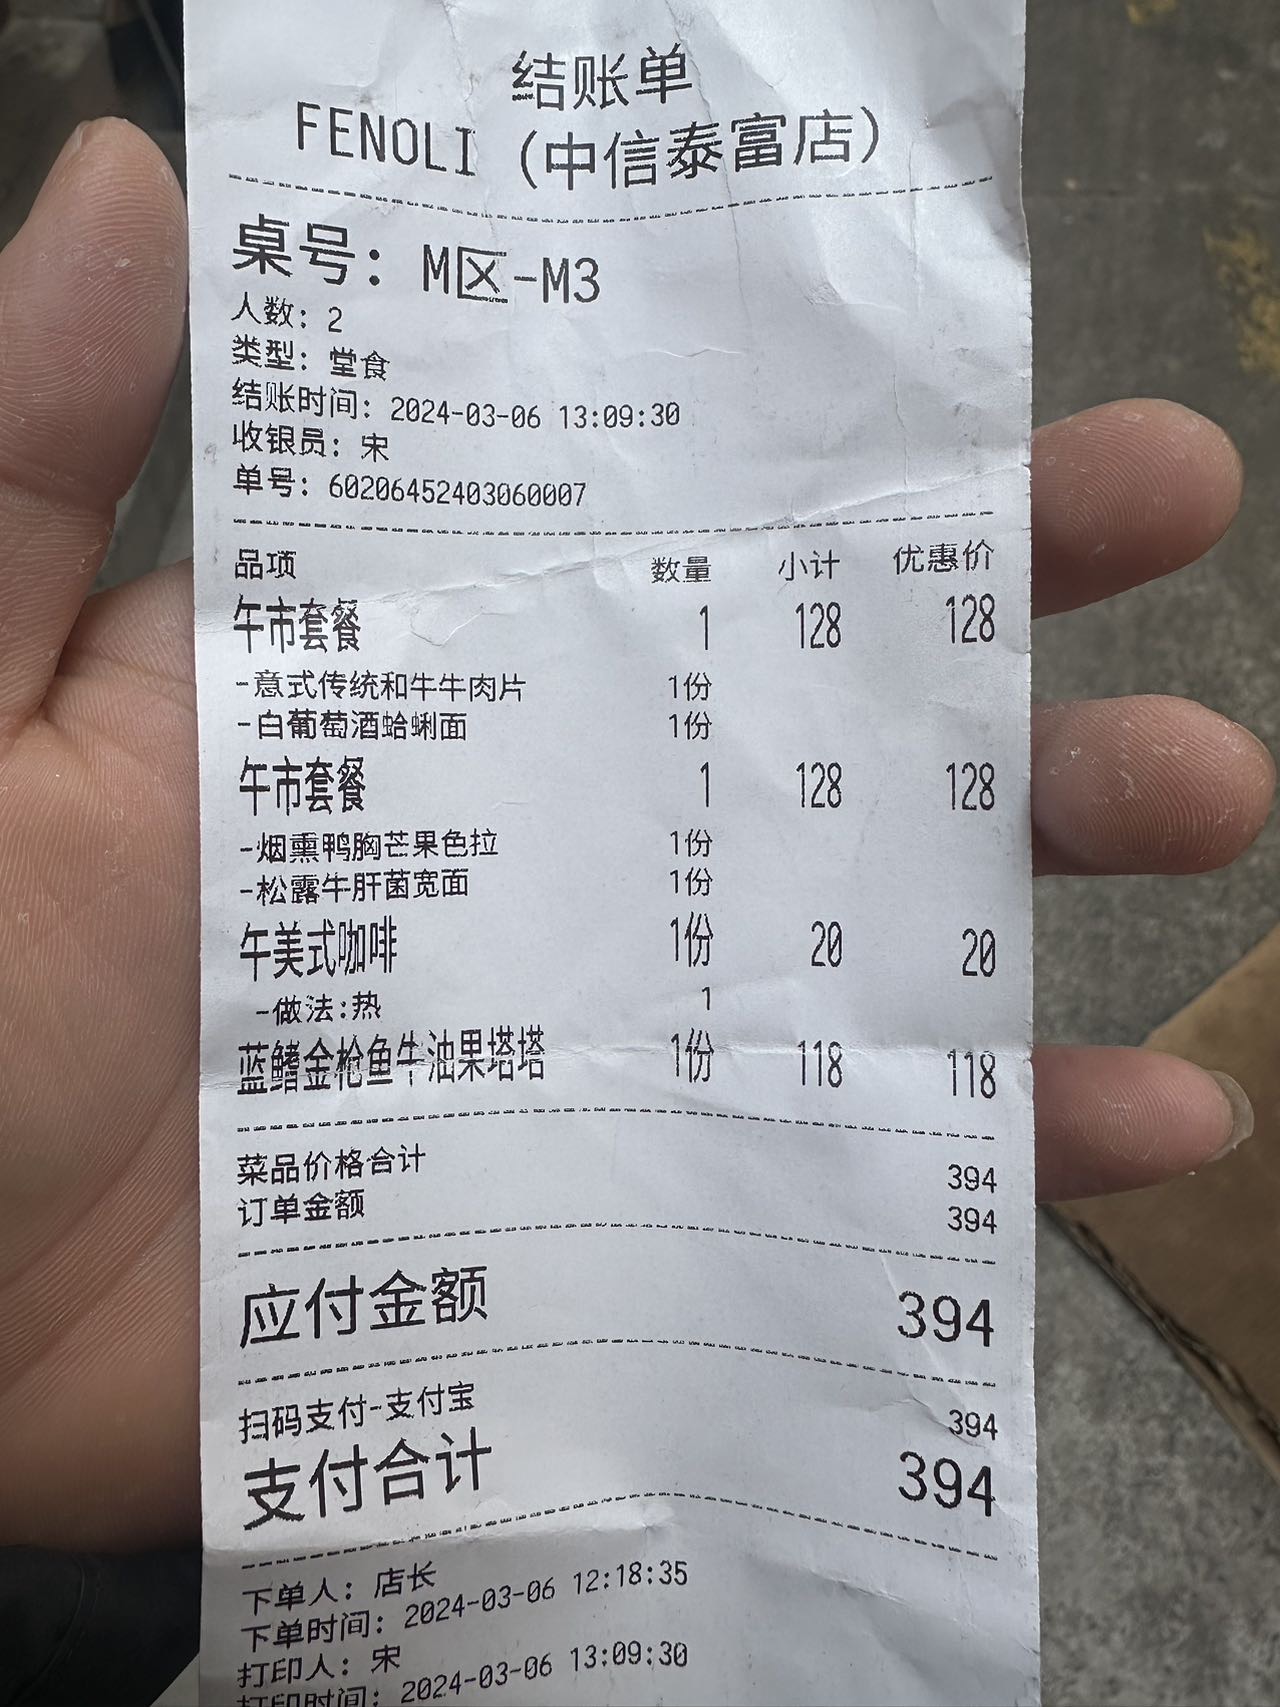 结账单
FENOLI (中信泰富店)
桌号: M区-M3
人数: 2
类型: 堂食
结账时间: 2024-03-06 13:09:30
收银员: 宋
单号: 60206452403060007
品项 数量 小计 优惠价
午市套餐 1 128 128
-意式传统和牛牛肉片 1份
-白葡萄酒蛤蜊面 1份
午市套餐 1 128 128
-烟熏鸭胸芒果色拉 1份
-松露牛肝菌宽面 1份
午美式咖啡 1份 20 20
-做法:热 1
蓝鳍金枪鱼牛油果塔塔 1份 118 118
菜品价格合计 394
订单金额 394
应付金额 394
扫码支付-支付宝 394
支付合计 394
下单人: 店长
下单时间: 2024-03-06 12:18:35
打印人: 宋
打印时间: 2024-03-06 13:09:30